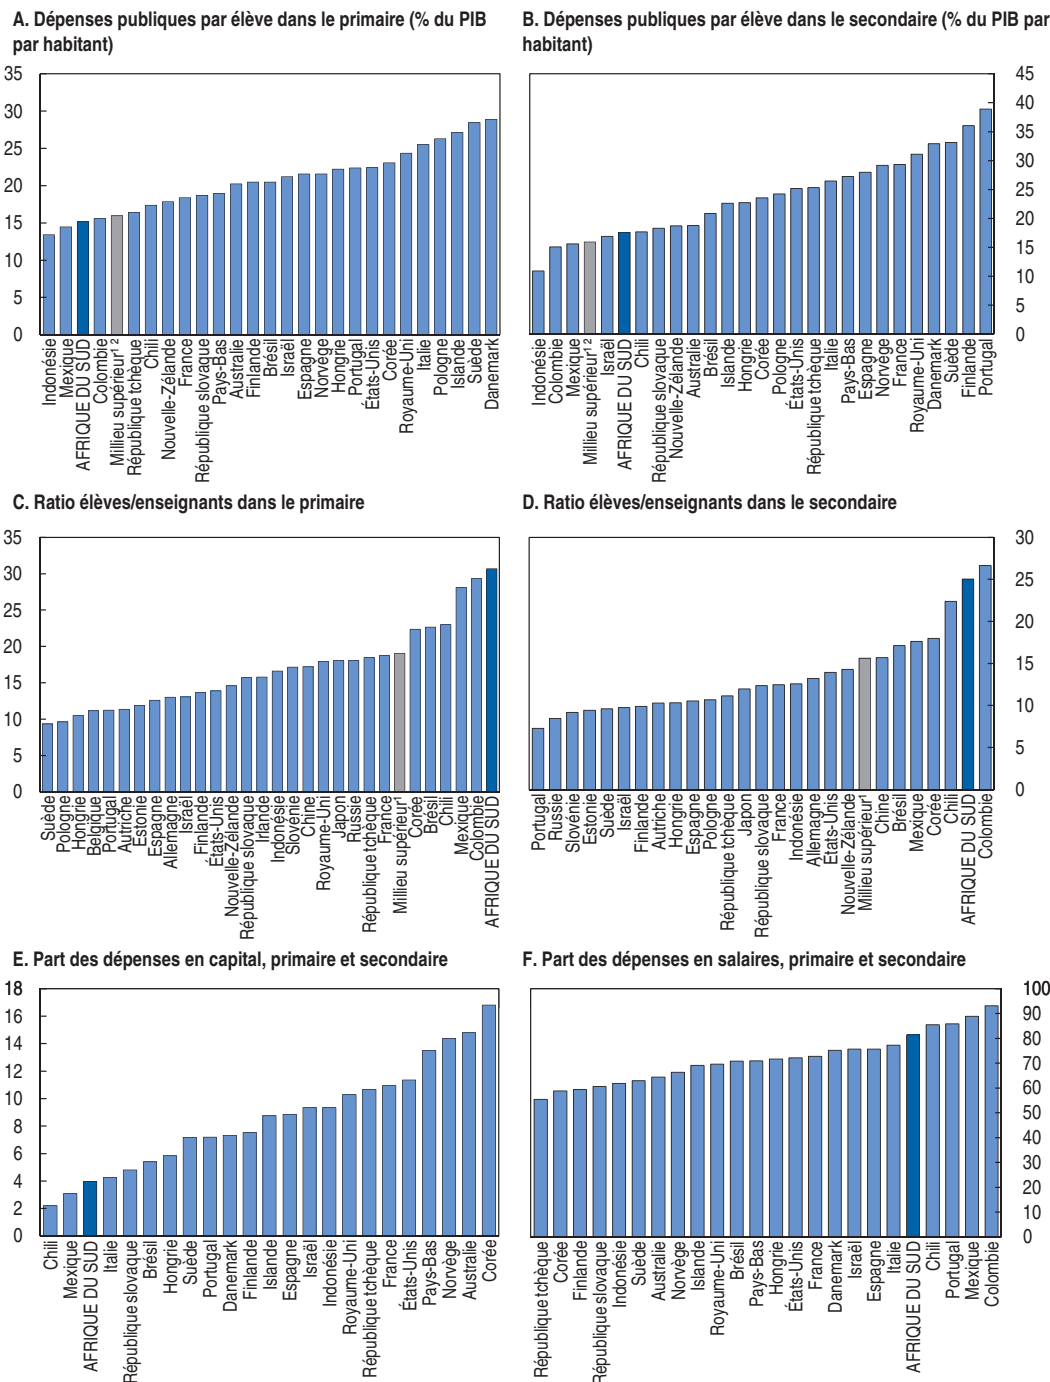 A. Dépenses publiques par élève dans le primaire (% du PIB
par habitant)
35
30
25
20
15
10
5
0
Indonésie
Mexique
AFRIQUE DU SUD
Colombie
Millieu supérieur¹ ²
République tchèque
Chili
Nouvelle-Zélande
France
République slovaque
Pays-Bas
Australie
Finlande
Brésil
Israël
Espagne
Norvège
Hongrie
Portugal
États-Unis
Corée
Royaume-Uni
Italie
Pologne
Islande
Suède
Danemark
B. Dépenses publiques par élève dans le secondaire (% du PIB par
habitant)
45
40
35
30
25
20
15
10
5
0
Indonésie
Colombie
Mexique
Millieu supérieur¹ ²
Israël
AFRIQUE DU SUD
Chili
République slovaque
Nouvelle-Zélande
Australie
Brésil
Islande
Hongrie
Corée
Pologne
États-Unis
République tchèque
Italie
Pays-Bas
Espagne
Norvège
France
Royaume-Uni
Danemark
Suède
Finlande
Portugal
C. Ratio élèves/enseignants dans le primaire
35
30
25
20
15
10
5
0
Suède
Pologne
Hongrie
Belgique
Portugal
Autriche
Estonie
Espagne
Allemagne
Israël
Finlande
États-Unis
Nouvelle-Zélande
République slovaque
Irlande
Indonésie
Slovénie
Chine
Royaume-Uni
Japon
Russie
République tchèque
France
Millieu supérieur¹
Corée
Brésil
Chili
Mexique
Colombie
AFRIQUE DU SUD
D. Ratio élèves/enseignants dans le secondaire
30
25
20
15
10
5
0
Portugal
Russie
Slovénie
Estonie
Suède
Israël
Finlande
Autriche
Hongrie
Espagne
Pologne
République tchèque
Japon
République slovaque
France
Indonésie
Allemagne
États-Unis
Nouvelle-Zélande
Millieu supérieur¹
Chine
Brésil
Mexique
Corée
Chili
AFRIQUE DU SUD
Colombie
E. Part des dépenses en capital, primaire et secondaire
18
16
14
12
10
8
6
4
2
0
Chili
Mexique
AFRIQUE DU SUD
Italie
République slovaque
Brésil
Hongrie
Suède
Portugal
Danemark
Finlande
Islande
Espagne
Israël
Indonésie
Royaume-Uni
République tchèque
France
États-Unis
Pays-Bas
Norvège
Australie
Corée
F. Part des dépenses en salaires, primaire et secondaire
100
90
80
70
60
50
40
30
20
10
0
République tchèque
Corée
Finlande
République slovaque
Indonésie
Suède
Australie
Norvège
Islande
Royaume-Uni
Brésil
Pays-Bas
Hongrie
États-Unis
France
Danemark
Israël
Espagne
Italie
AFRIQUE DU SUD
Chili
Portugal
Mexique
Colombie